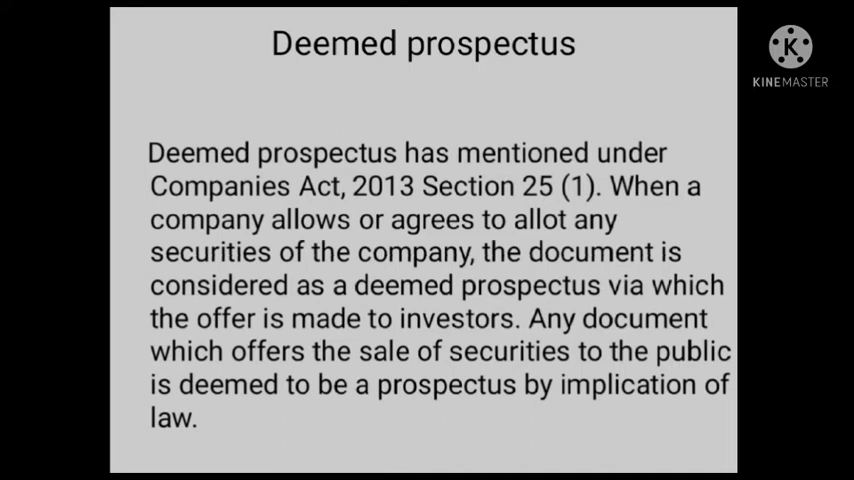 Deemed prospectus
K
KINEMASTER
Deemed prospectus has mentioned under
Companies Act, 2013 Section 25 (1). When a
company allows or agrees to allot any
securities of the company, the document is
considered as a deemed prospectus via which
the offer is made to investors. Any document
which offers the sale of securities to the public
is deemed to be a prospectus by implication of
law.